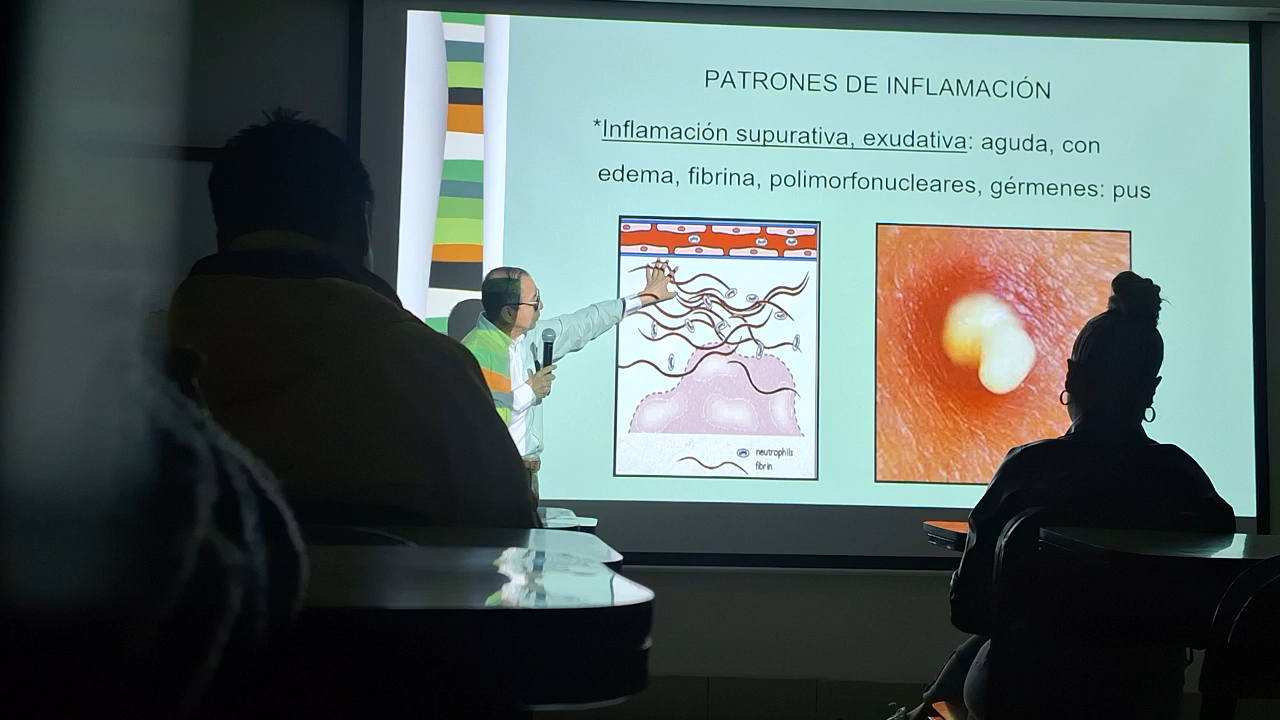 PATRONES DE INFLAMACIÓN
*Inflamación supurativa, exudativa: aguda, con
edema, fibrina, polimorfonucleares, gérmenes: pus
neutrophils
fibrin